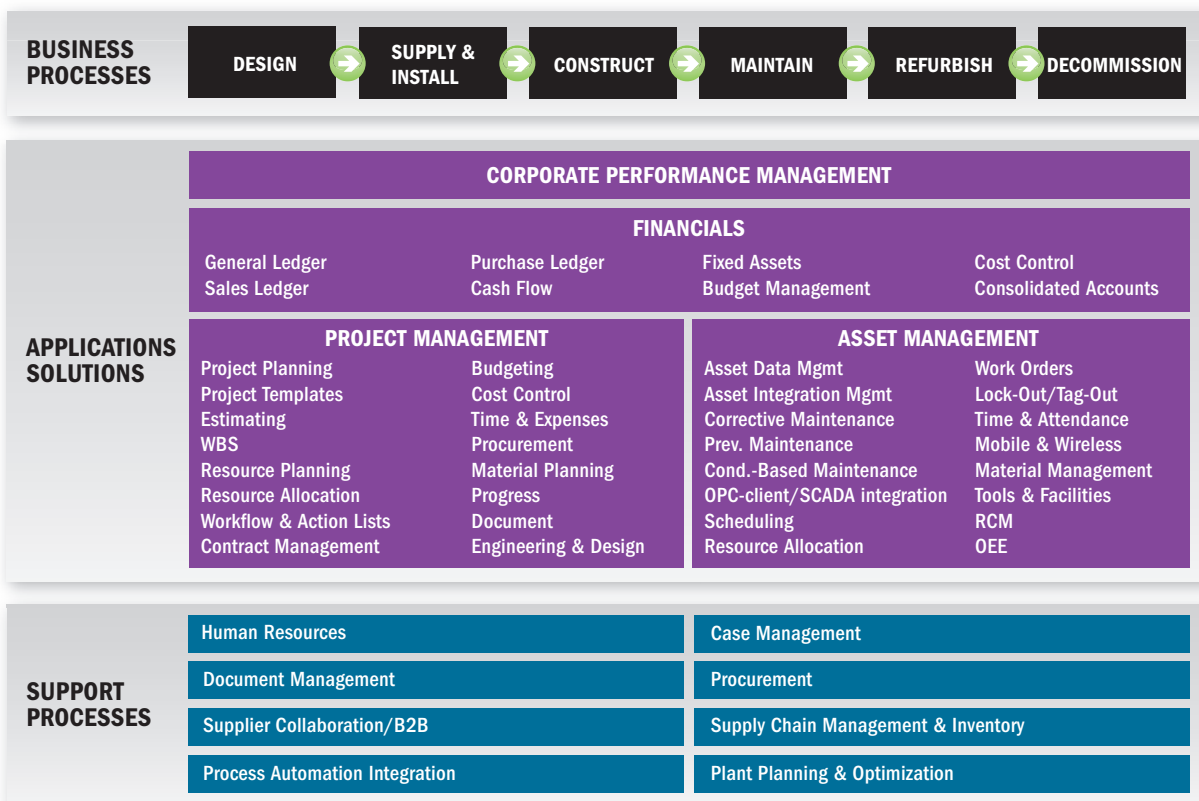 BUSINESS
PROCESSES
DESIGN
SUPPLY &
INSTALL
CONSTRUCT
MAINTAIN
REFURBISH
DECOMMISSION
APPLICATIONS
SOLUTIONS
CORPORATE PERFORMANCE MANAGEMENT
FINANCIALS
General Ledger
Sales Ledger
Purchase Ledger
Cash Flow
Fixed Assets
Budget Management
Cost Control
Consolidated Accounts
PROJECT MANAGEMENT
Project Planning
Project Templates
Estimating
WBS
Resource Planning
Resource Allocation
Workflow & Action Lists
Contract Management
Budgeting
Cost Control
Time & Expenses
Procurement
Material Planning
Progress
Document
Engineering & Design
ASSET MANAGEMENT
Asset Data Mgmt
Asset Integration Mgmt
Corrective Maintenance
Prev. Maintenance
Cond.-Based Maintenance
OPC-client/SCADA integration
Scheduling
Resource Allocation
Work Orders
Lock-Out/Tag-Out
Time & Attendance
Mobile & Wireless
Material Management
Tools & Facilities
RCM
OEE
SUPPORT
PROCESSES
Human Resources
Document Management
Supplier Collaboration/B2B
Process Automation Integration
Case Management
Procurement
Supply Chain Management & Inventory
Plant Planning & Optimization